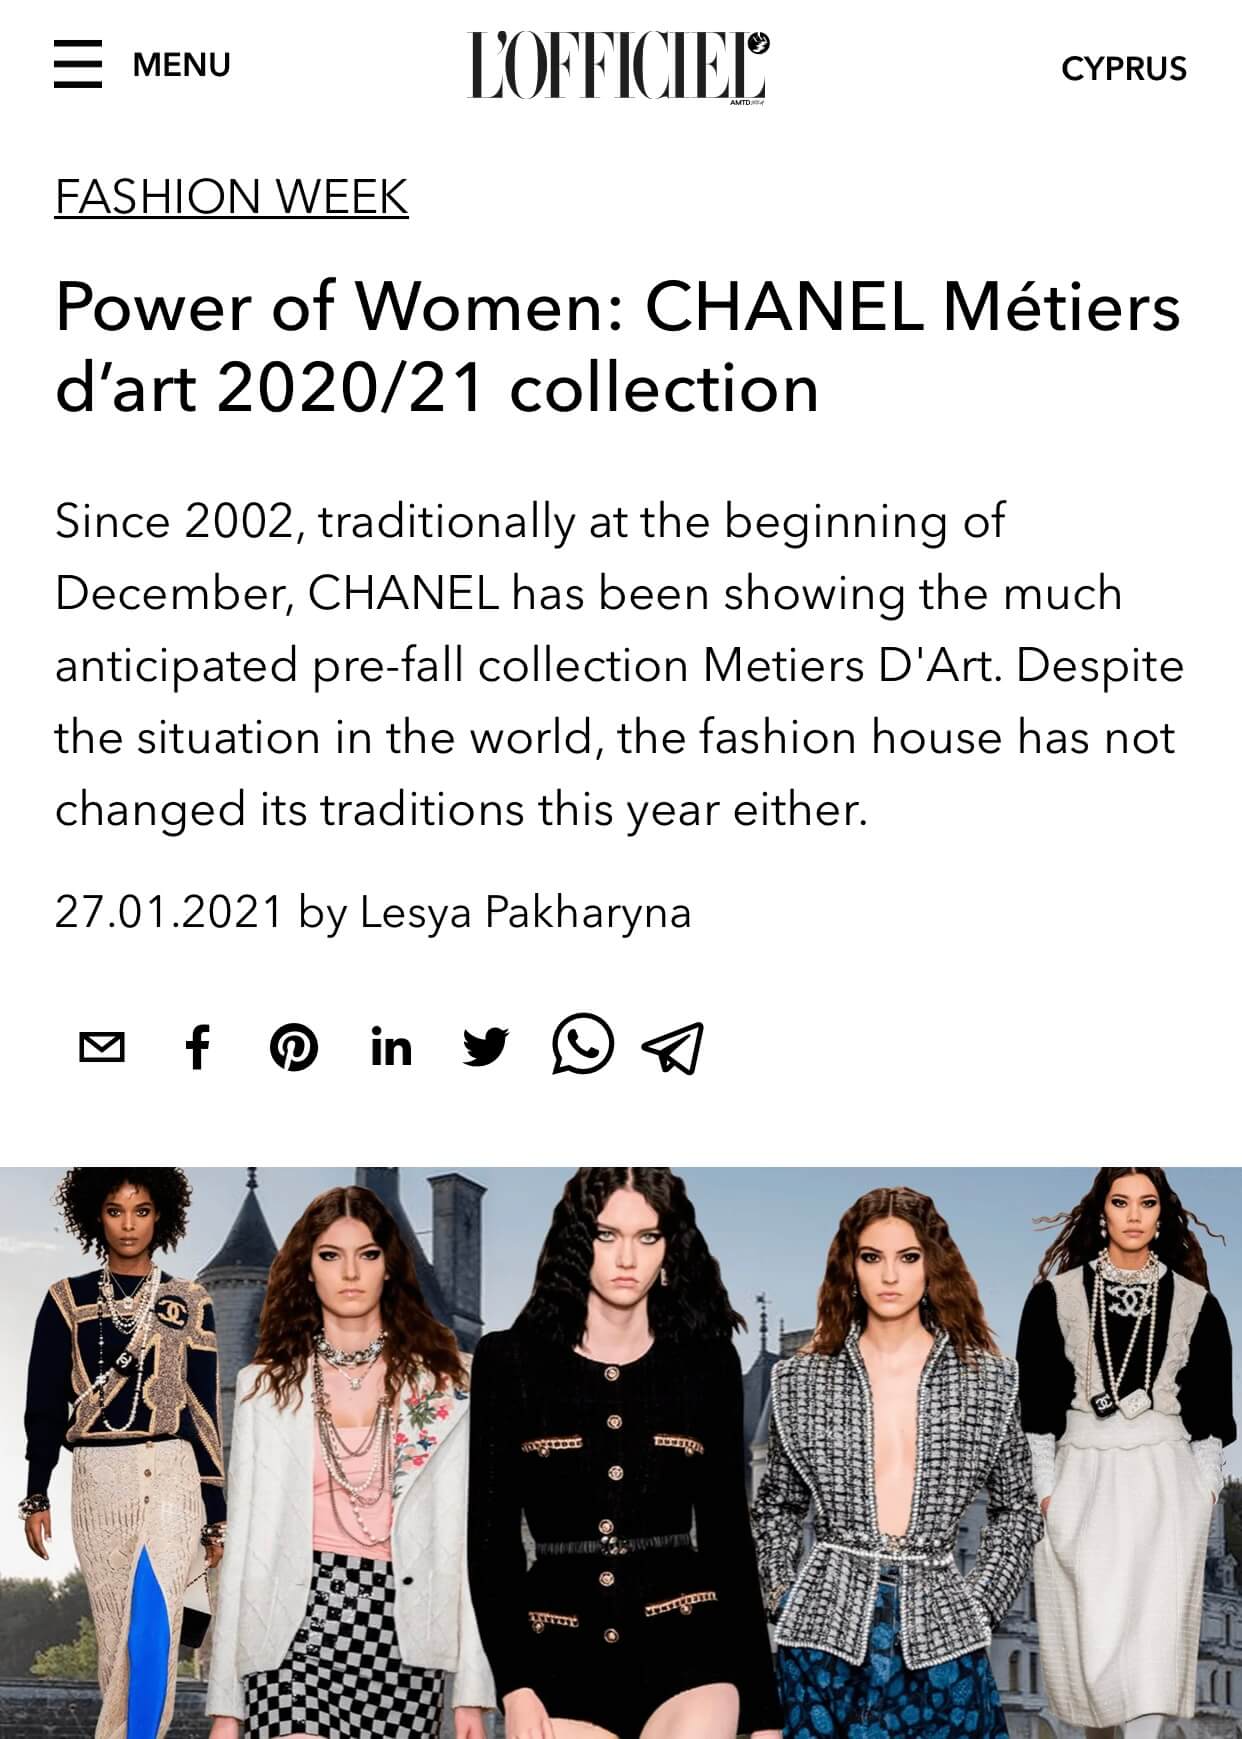 MENU
L'OFFICIEL
AMTD
CYPRUS
FASHION WEEK
Power of Women: CHANEL Métiers
d’art 2020/21 collection
Since 2002, traditionally at the beginning of
December, CHANEL has been showing the much
anticipated pre-fall collection Metiers D'Art. Despite
the situation in the world, the fashion house has not
changed its traditions this year either.
27.01.2021 by Lesya Pakharyna